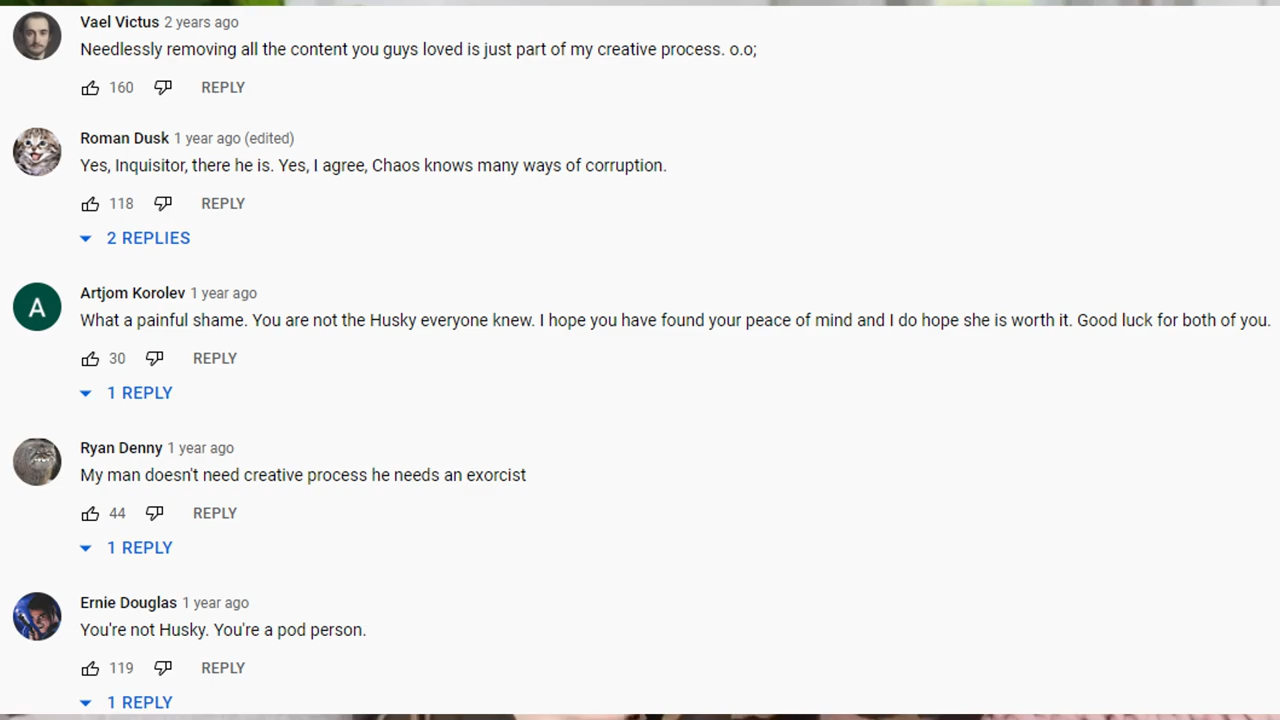 Vael Victus 2 years ago
Needlessly removing all the content you guys loved is just part of my creative process. o.o;
160 REPLY
Roman Dusk 1 year ago (edited)
Yes, Inquisitor, there he is. Yes, I agree, Chaos knows many ways of corruption.
118 REPLY
2 REPLIES
A
Artjom Korolev 1 year ago
What a painful shame. You are not the Husky everyone knew. I hope you have found your peace of mind and I do hope she is worth it. Good luck for both of you.
30 REPLY
1 REPLY
Ryan Denny 1 year ago
My man doesn't need creative process he needs an exorcist
44 REPLY
1 REPLY
Ernie Douglas 1 year ago
You're not Husky. You're a pod person.
119 REPLY
1 REPLY